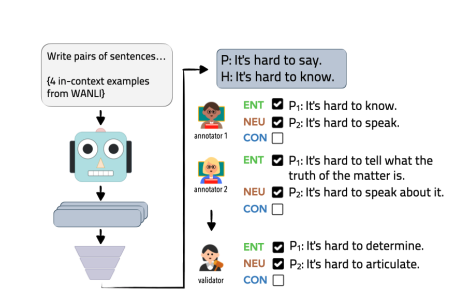 Write pairs of sentences...
{4 in-context examples
from WANLI}
P: It's hard to say.
H: It's hard to know.
annotator 1
ENT P₁: It's hard to know.
NEU P₂: It's hard to speak.
CON
annotator 2
ENT P₁: It's hard to tell what the
truth of the matter is.
NEU P₂: It's hard to speak about it.
CON
validator
ENT P₁: It's hard to determine.
NEU P₂: It's hard to articulate.
CON